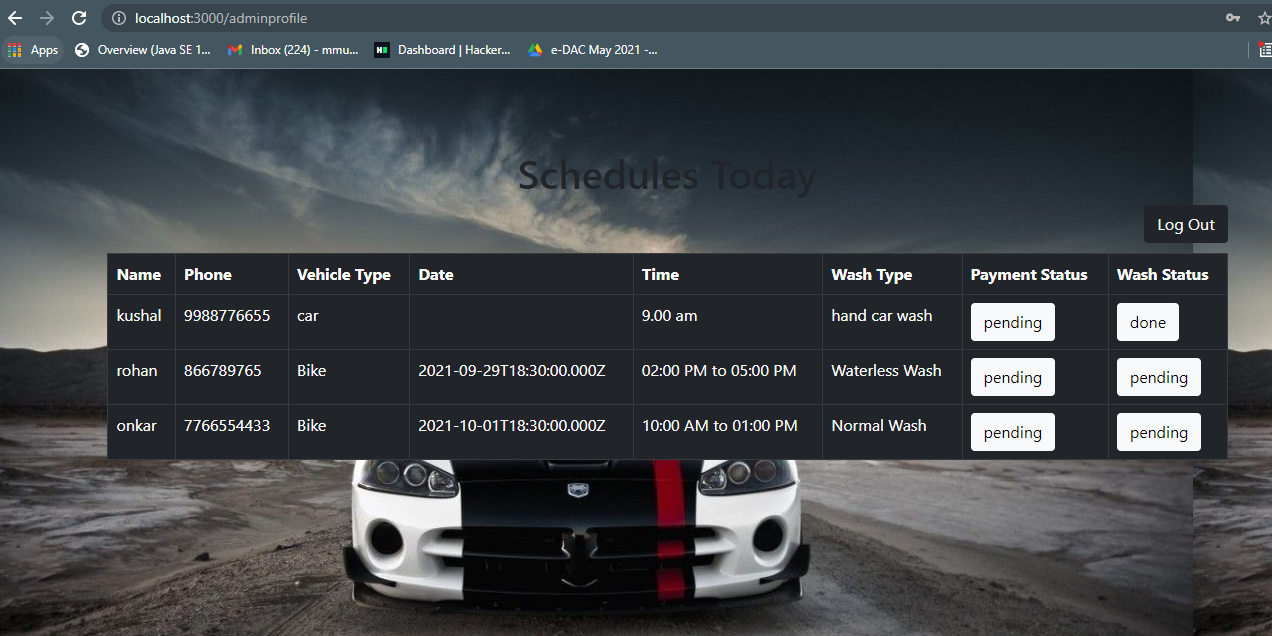 localhost:3000/adminprofile
Apps Overview (Java SE 1... Inbox (224) - mmu... H Dashboard | Hacker... e-DAC May 2021 -...
Schedules Today
Log Out
Name Phone Vehicle Type Date Time Wash Type Payment Status Wash Status
kushal 9988776655 car 9.00 am hand car wash pending done
rohan 866789765 Bike 2021-09-29T18:30:00.000Z 02:00 PM to 05:00 PM Waterless Wash pending pending
onkar 7766554433 Bike 2021-10-01T18:30:00.000Z 10:00 AM to 01:00 PM Normal Wash pending pending